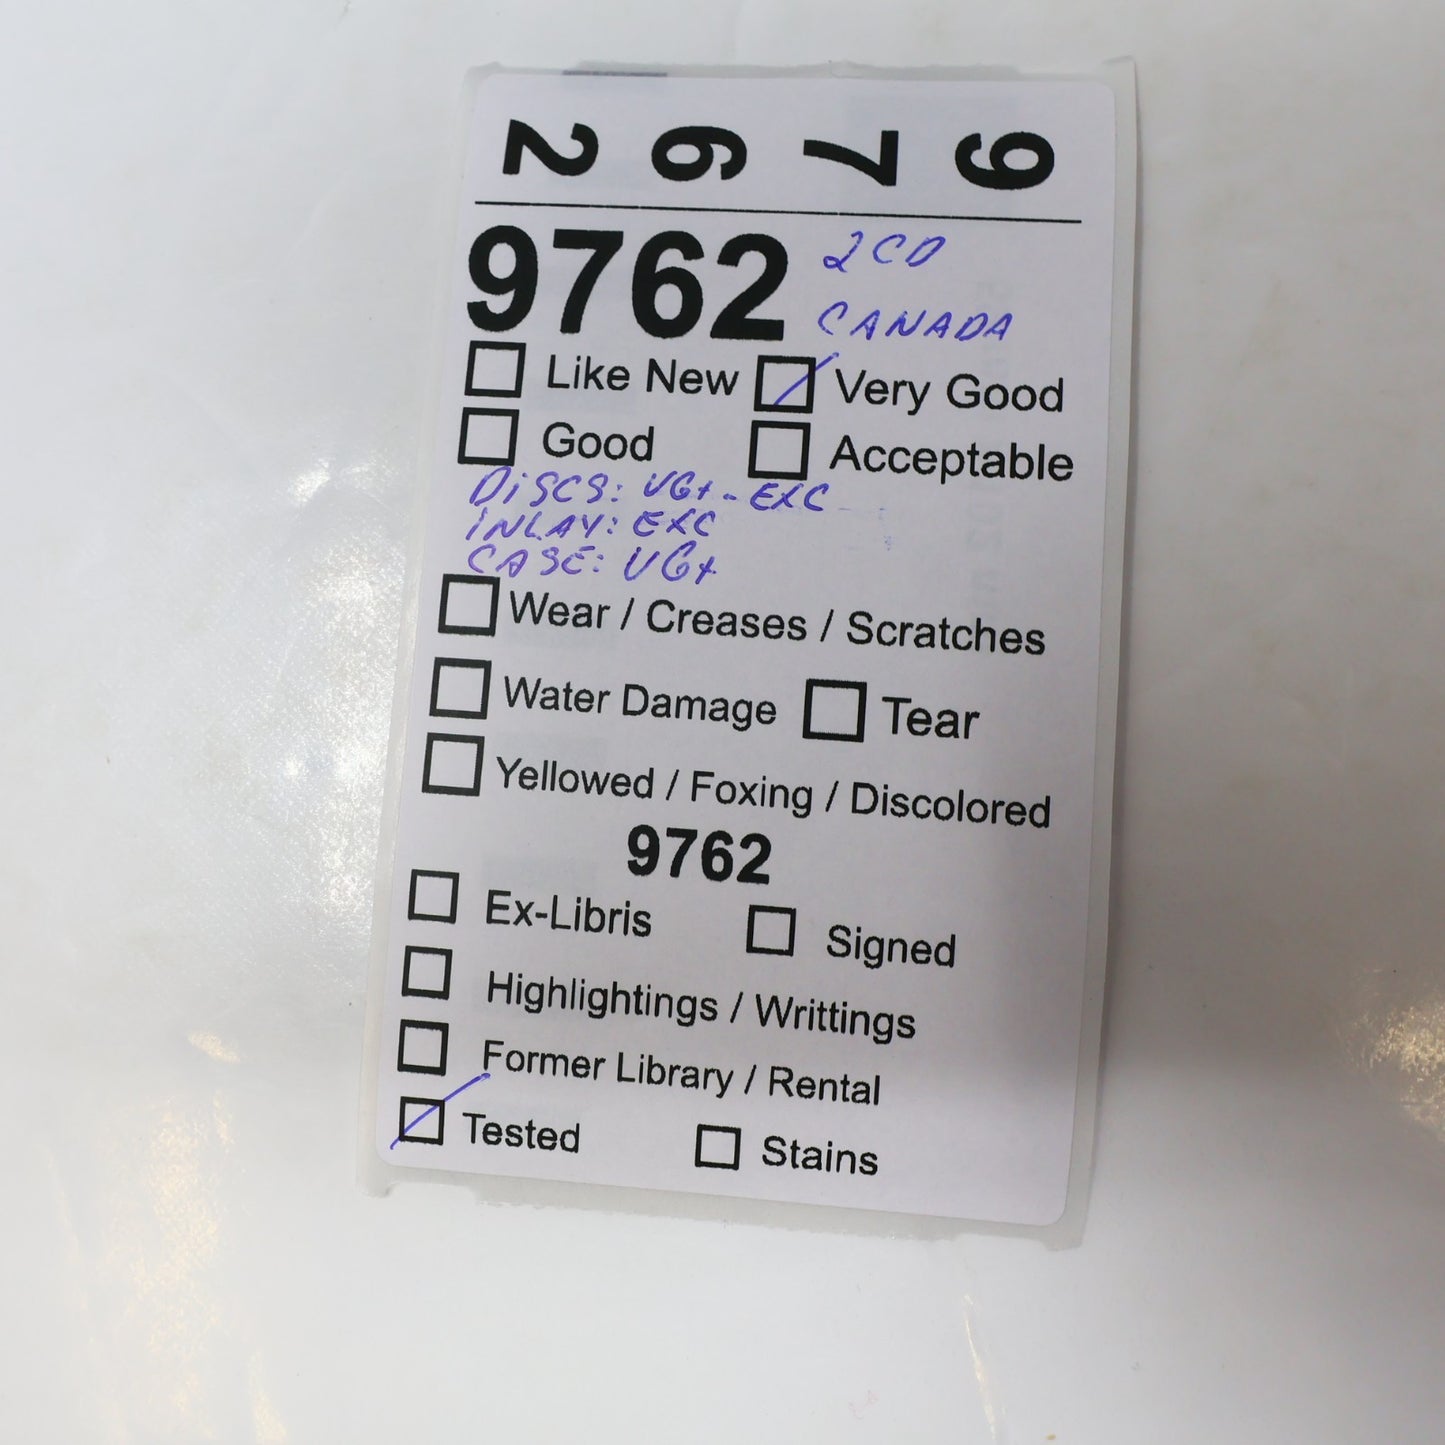 9762
9762 2CD
CANADA
Like New Very Good
Good Acceptable
DiSCS: VG+ - EXC
iNLAY: EXC
CASE: VG+
Wear / Creases / Scratches
Water Damage Tear
Yellowed / Foxing / Discolored
9762
Ex-Libris Signed
Highlightings / Writtings
Former Library / Rental
Tested Stains